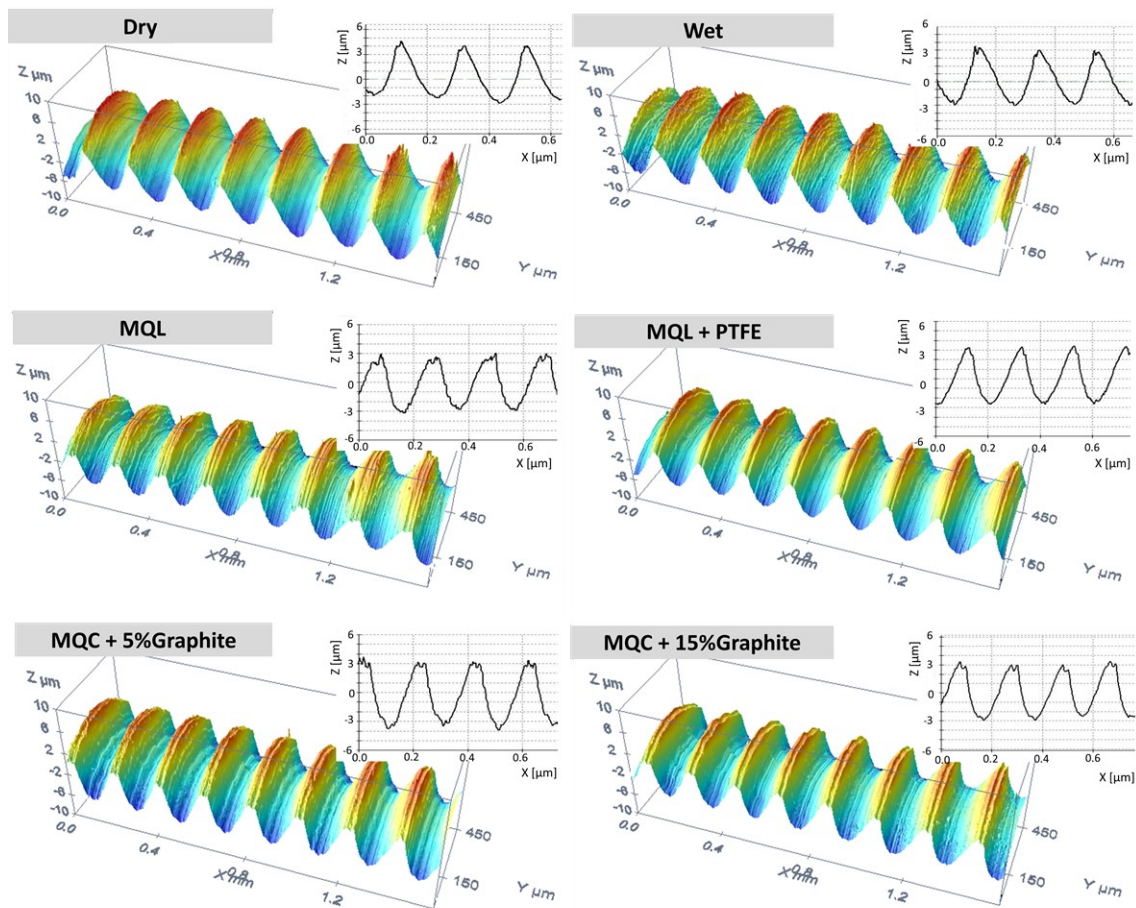 Dry
Z [µm]
6
3
0
-3
-6
0.0 0.2 0.4 0.6
X [µm]
Z µm
10
6
2
-2
-6
-10
0.0
0.4
0.8
X mm
1.2
450
150
Y µm
Wet
Z [µm]
6
3
0
-3
-6
0.0 0.2 0.4 0.6
X [µm]
Z µm
10
6
2
-2
-6
-10
0.0
0.4
0.8
X mm
1.2
450
150
Y µm
MQL
Z [µm]
6
3
0
-3
-6
0.0 0.2 0.4 0.6
X [µm]
Z µm
10
6
2
-2
-6
-10
0.0
0.4
0.8
X mm
1.2
450
150
Y µm
MQL + PTFE
Z [µm]
6
3
0
-3
-6
0.0 0.2 0.4 0.6
X [µm]
Z µm
10
6
2
-2
-6
-10
0.0
0.4
0.8
X mm
1.2
450
150
Y µm
MQC + 5%Graphite
Z [µm]
6
3
0
-3
-6
0.0 0.2 0.4 0.6
X [µm]
Z µm
10
6
2
-2
-6
-10
0.0
0.4
0.8
X mm
1.2
450
150
Y µm
MQC + 15%Graphite
Z [µm]
6
3
0
-3
-6
0.0 0.2 0.4 0.6
X [µm]
Z µm
10
6
2
-2
-6
-10
0.0
0.4
0.8
X mm
1.2
450
150
Y µm